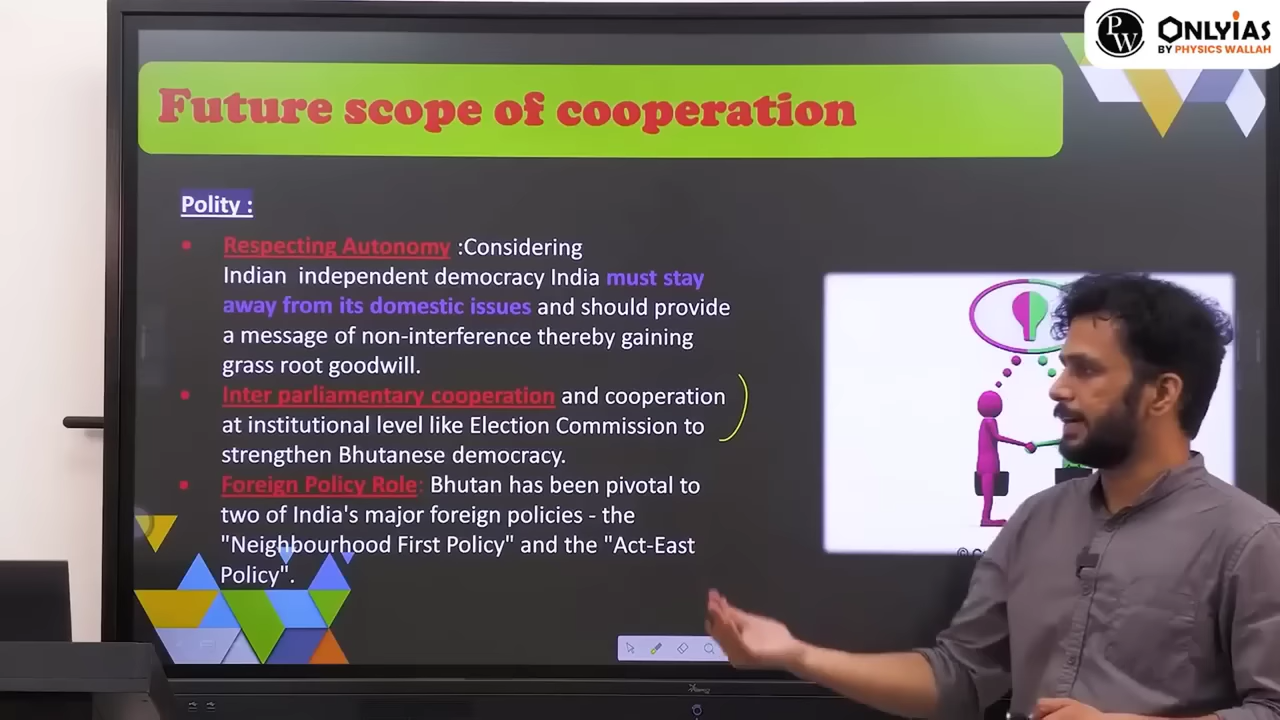 PW
ONLYIAS
BY PHYSICS WALLAH
Future scope of cooperation
Polity :
Respecting Autonomy :Considering
Indian independent democracy India must stay
away from its domestic issues and should provide
a message of non-interference thereby gaining
grass root goodwill.
Inter parliamentary cooperation and cooperation
at institutional level like Election Commission to
strengthen Bhutanese democracy.
Foreign Policy Role: Bhutan has been pivotal to
two of India's major foreign policies - the
"Neighbourhood First Policy" and the "Act-East
Policy".